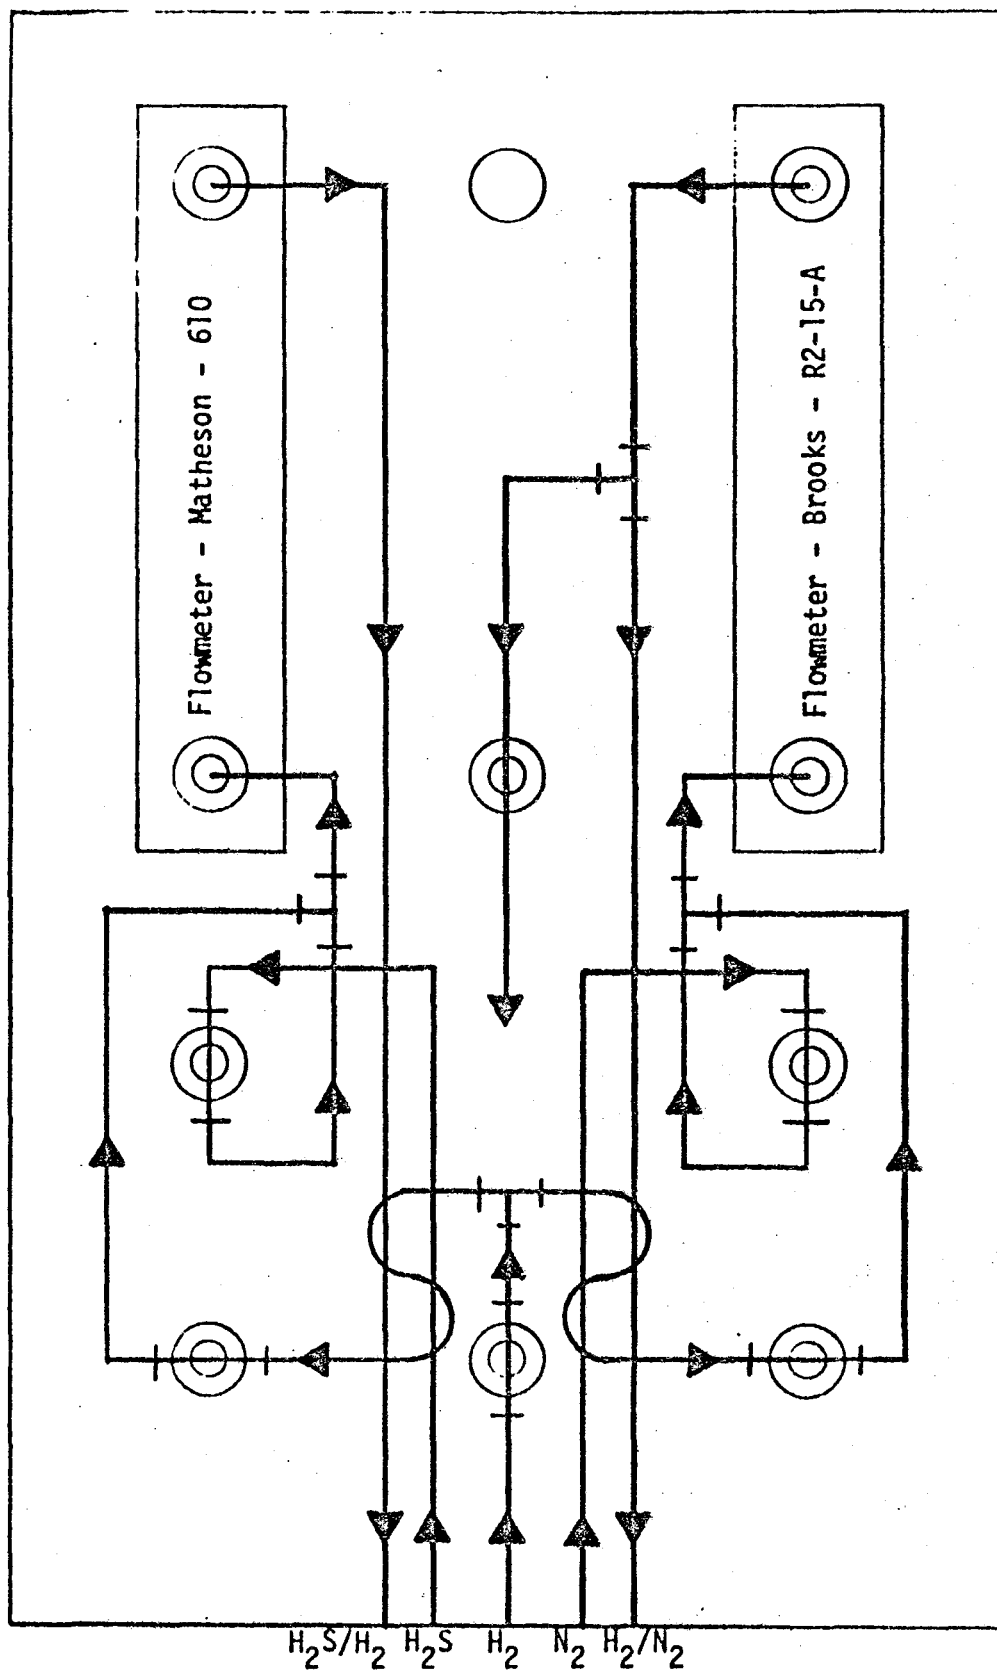 Flowmeter - Matheson - 610
Flowmeter - Brooks - R2-15-A
H₂S/H₂ H₂S H₂ N₂ H₂/N₂